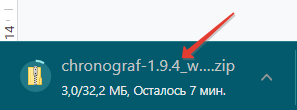 14
chronograf-1.9.4_w....zip
3,0/32,2 МБ, Осталось 7 мин.